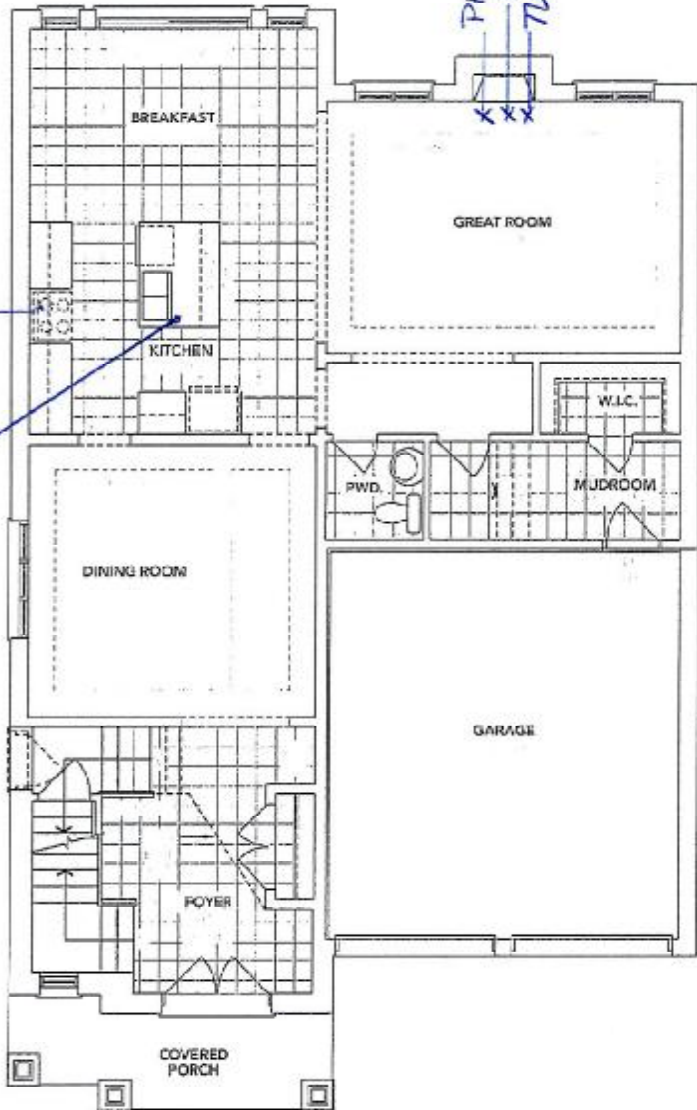 BREAKFAST
GREAT ROOM
KITCHEN
W.I.C.
PWD.
MUDROOM
DINING ROOM
GARAGE
FOYER
COVERED
PORCH